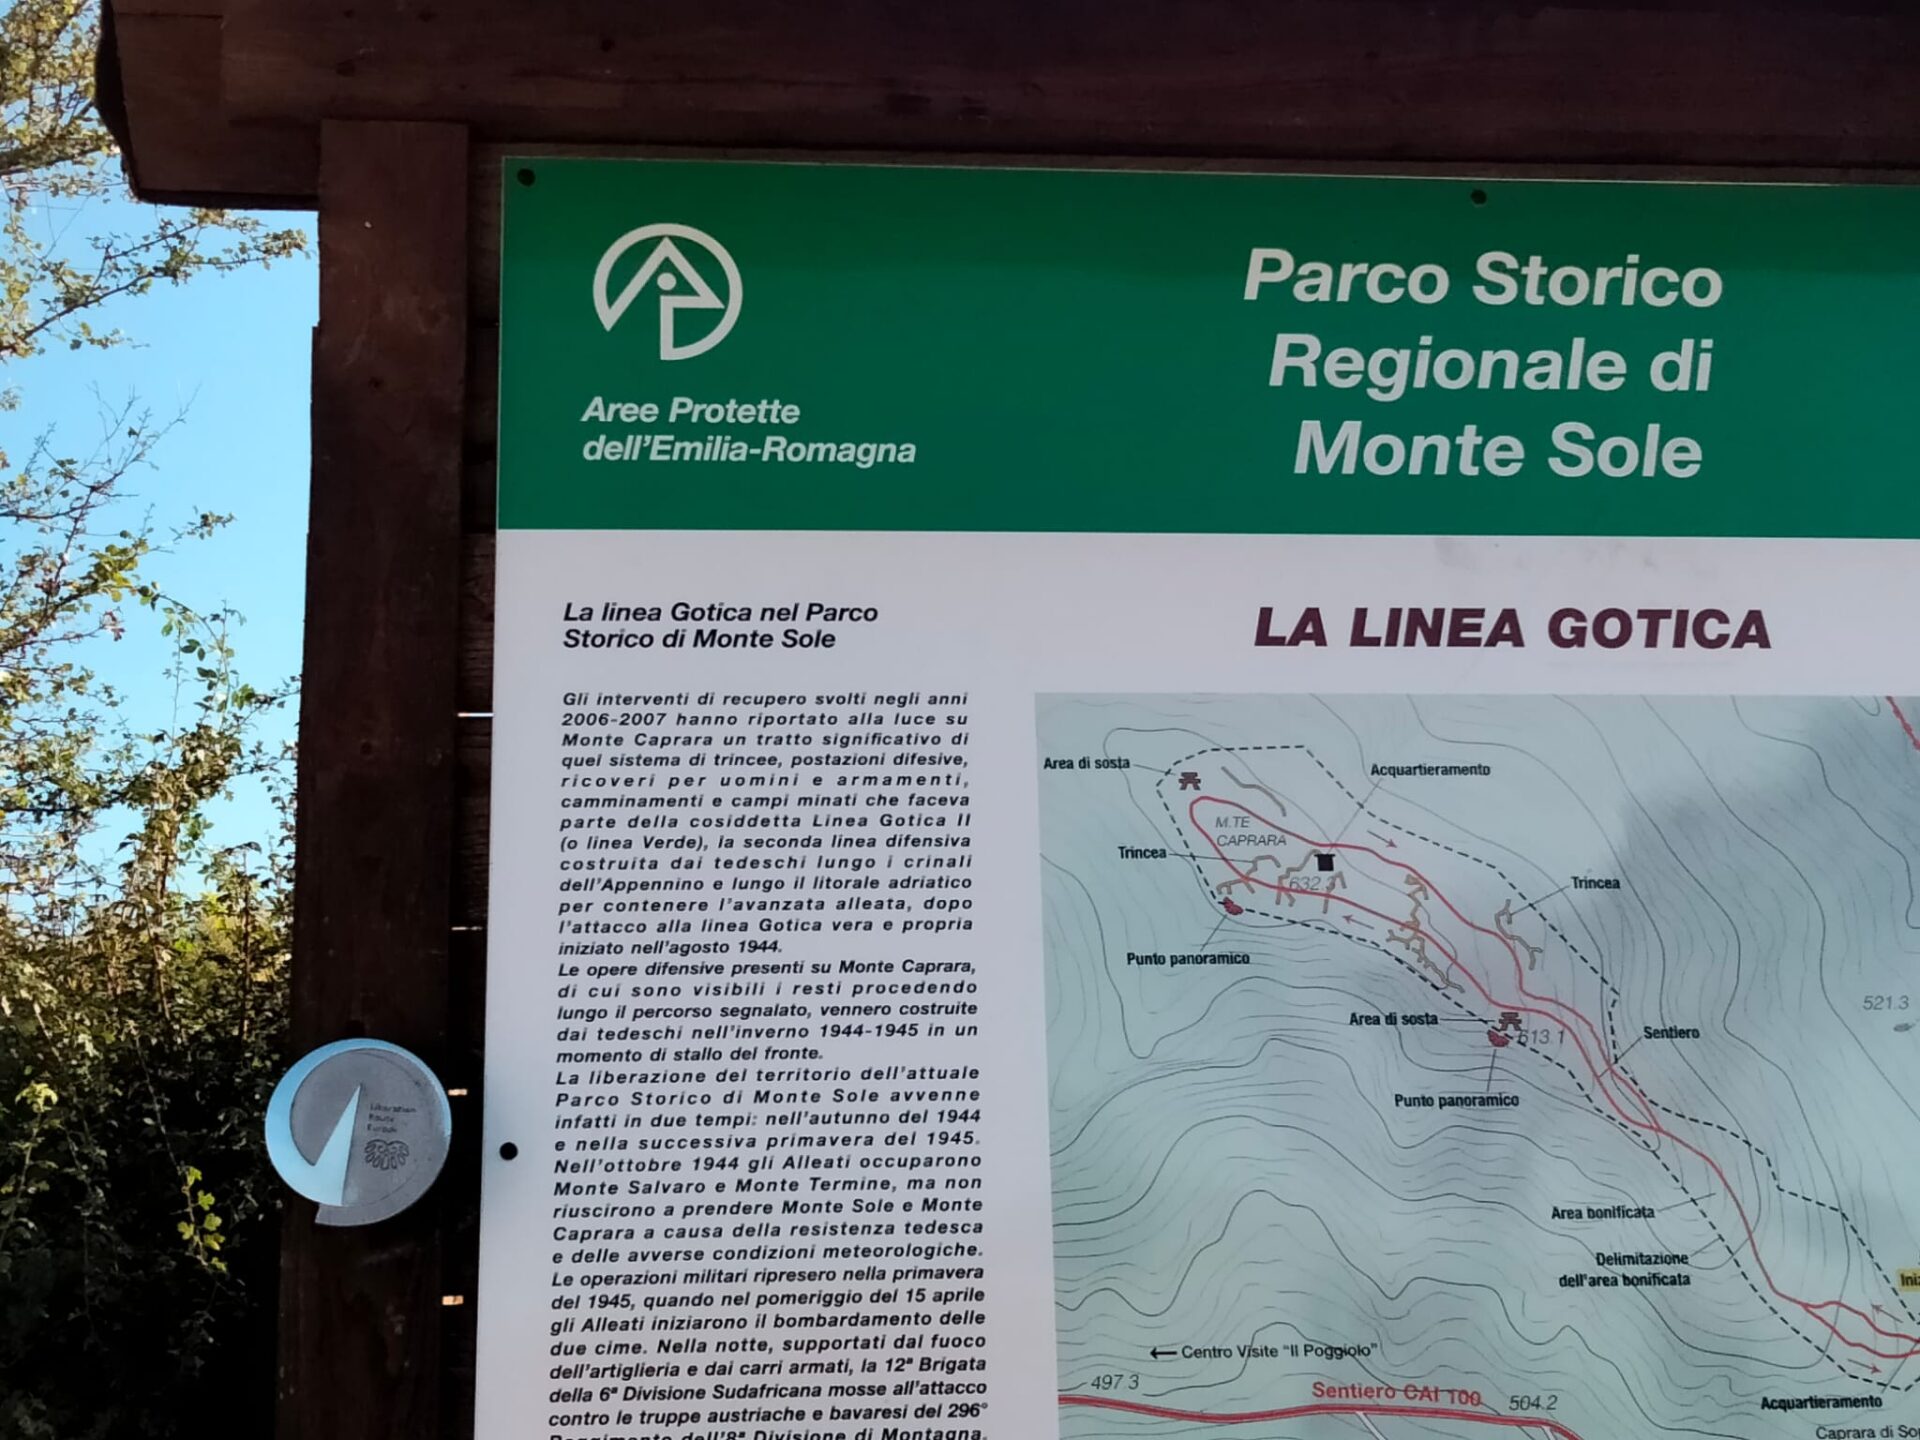 Parco Storico
Regionale di
Monte Sole
Aree Protette
dell'Emilia-Romagna
La linea Gotica nel Parco
Storico di Monte Sole
Gli interventi di recupero svolti negli anni
2006-2007 hanno riportato alla luce su
Monte Caprara un tratto significativo di
quel sistema di trincee, postazioni difesive,
ricoveri per uomini e armamenti,
camminamenti e campi minati che faceva
parte della cosiddetta Linea Gotica II
(o linea Verde), la seconda linea difensiva
costruita dai tedeschi lungo i crinali
dell'Appennino e lungo il litorale adriatico
per contenere l'avanzata alleata, dopo
l'attacco alla linea Gotica vera e propria
iniziato nell'agosto 1944.
Le opere difensive presenti su Monte Caprara,
di cui sono visibili i resti procedendo
lungo il percorso segnalato, vennero costruite
dai tedeschi nell'inverno 1944-1945 in un
momento di stallo del fronte.
La liberazione del territorio dell'attuale
Parco Storico di Monte Sole avvenne
infatti in due tempi: nell'autunno del 1944
e nella successiva primavera del 1945.
Nell'ottobre 1944 gli Alleati occuparono
Monte Salvaro e Monte Termine, ma non
riuscirono a prendere Monte Sole e Monte
Caprara a causa della resistenza tedesca
e delle avverse condizioni meteorologiche.
Le operazioni militari ripresero nella primavera
del 1945, quando nel pomeriggio del 15 aprile
gli Alleati iniziarono il bombardamento delle
due cime. Nella notte, supportati dal fuoco
dell'artiglieria e dai carri armati, la 12ª Brigata
della 6ª Divisione Sudafricana mosse all'attacco
contro le truppe austriache e bavaresi del 296°
Reggimento dell'8ª Divisione di Montagna.
LA LINEA GOTICA
Area di sosta
Acquartieramento
M.TE
CAPRARA
Trincea
632.
Trincea
Punto panoramico
521.3
Area di sosta
613.1
Sentiero
Punto panoramico
Area bonificata
Delimitazione
dell'area bonificata
← Centro Visite "Il Poggiolo"
497.3
Sentiero CAI 100
504.2
Acquartieramento
Caprara di
Liberation
Route
Europe